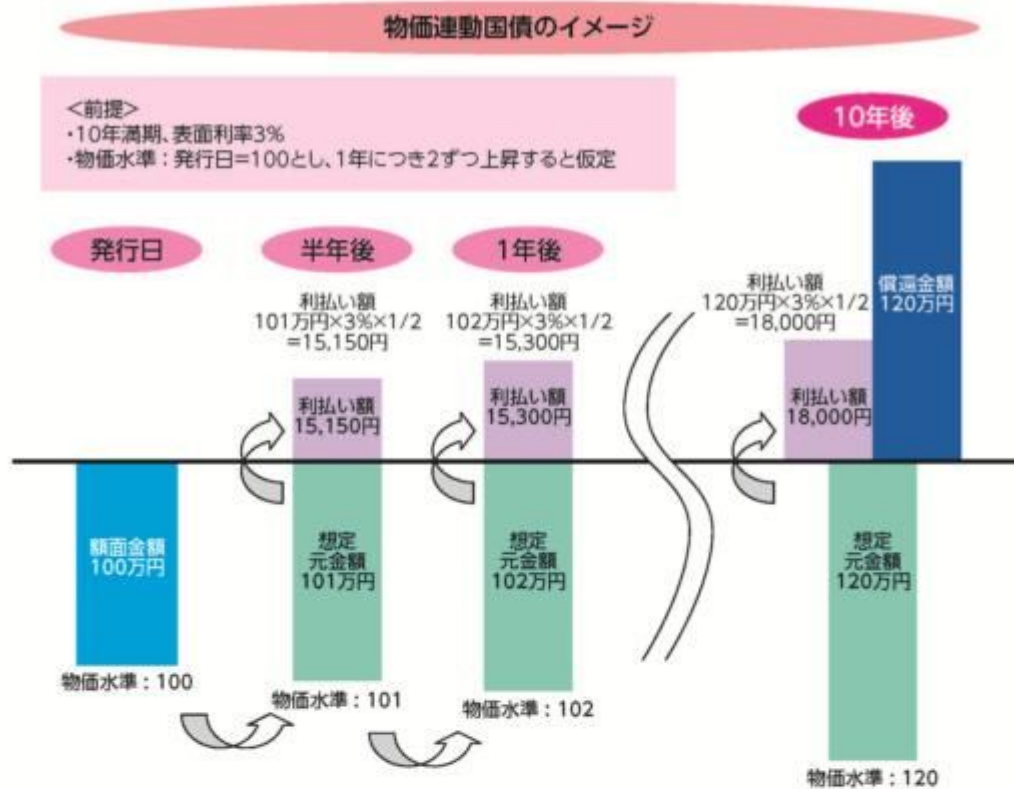 物価連動国債のイメージ
＜前提＞
・10年満期、表面利率3%
・物価水準：発行日=100とし、1年につき2ずつ上昇すると仮定
発行日
額面金額
100万円
物価水準：100
半年後
利払い額
101万円×3%×1/2
=15,150円
利払い額
15,150円
想定
元金額
101万円
物価水準：101
1年後
利払い額
102万円×3%×1/2
=15,300円
利払い額
15,300円
想定
元金額
102万円
物価水準：102
10年後
利払い額
120万円×3%×1/2
=18,000円
利払い額
18,000円
償還金額
120万円
想定
元金額
120万円
物価水準：120